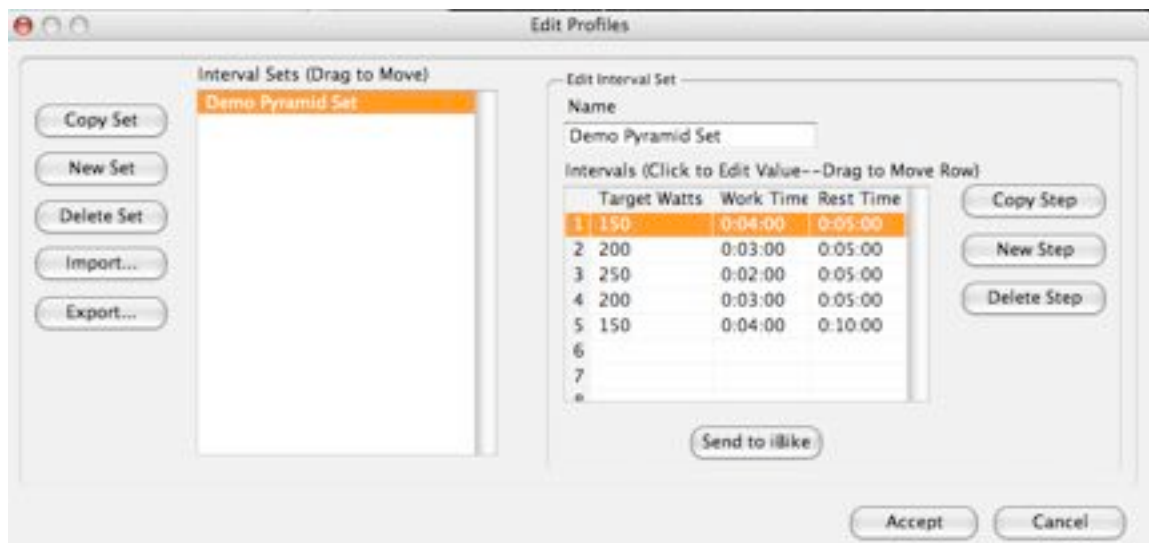 Edit Profiles
Interval Sets (Drag to Move)
Demo Pyramid Set
Copy Set
New Set
Delete Set
Import...
Export...
Edit Interval Set
Name
Demo Pyramid Set
Intervals (Click to Edit Value--Drag to Move Row)
Target Watts Work Time Rest Time
1 150 0:04:00 0:05:00
2 200 0:03:00 0:05:00
3 250 0:02:00 0:05:00
4 200 0:03:00 0:05:00
5 150 0:04:00 0:10:00
6
7
Copy Step
New Step
Delete Step
Send to iBike
Accept
Cancel